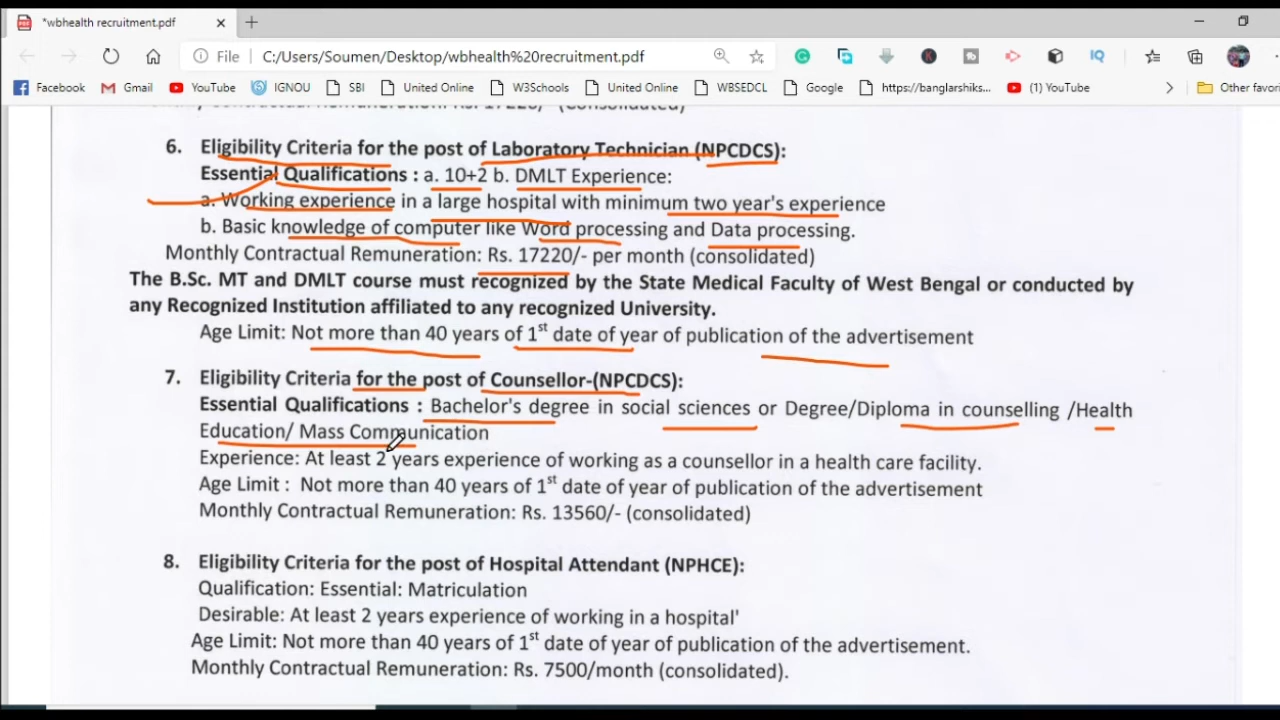 *wbhealth recruitment.pdf
File C:/Users/Soumen/Desktop/wbhealth%20recruitment.pdf
Facebook Gmail YouTube IGNOU SBI United Online W3Schools United Online WBSEDCL Google https://banglarshiks... (1) YouTube Other favori
6. Eligibility Criteria for the post of Laboratory Technician (NPCDCS):
Essential Qualifications : a. 10+2 b. DMLT Experience:
a. Working experience in a large hospital with minimum two year's experience
b. Basic knowledge of computer like Word processing and Data processing.
Monthly Contractual Remuneration: Rs. 17220/- per month (consolidated)
The B.Sc. MT and DMLT course must recognized by the State Medical Faculty of West Bengal or conducted by
any Recognized Institution affiliated to any recognized University.
Age Limit: Not more than 40 years of 1st date of year of publication of the advertisement
7. Eligibility Criteria for the post of Counsellor-(NPCDCS):
Essential Qualifications : Bachelor's degree in social sciences or Degree/Diploma in counselling /Health
Education/ Mass Communication
Experience: At least 2 years experience of working as a counsellor in a health care facility.
Age Limit : Not more than 40 years of 1st date of year of publication of the advertisement
Monthly Contractual Remuneration: Rs. 13560/- (consolidated)
8. Eligibility Criteria for the post of Hospital Attendant (NPHCE):
Qualification: Essential: Matriculation
Desirable: At least 2 years experience of working in a hospital'
Age Limit: Not more than 40 years of 1st date of year of publication of the advertisement.
Monthly Contractual Remuneration: Rs. 7500/month (consolidated).